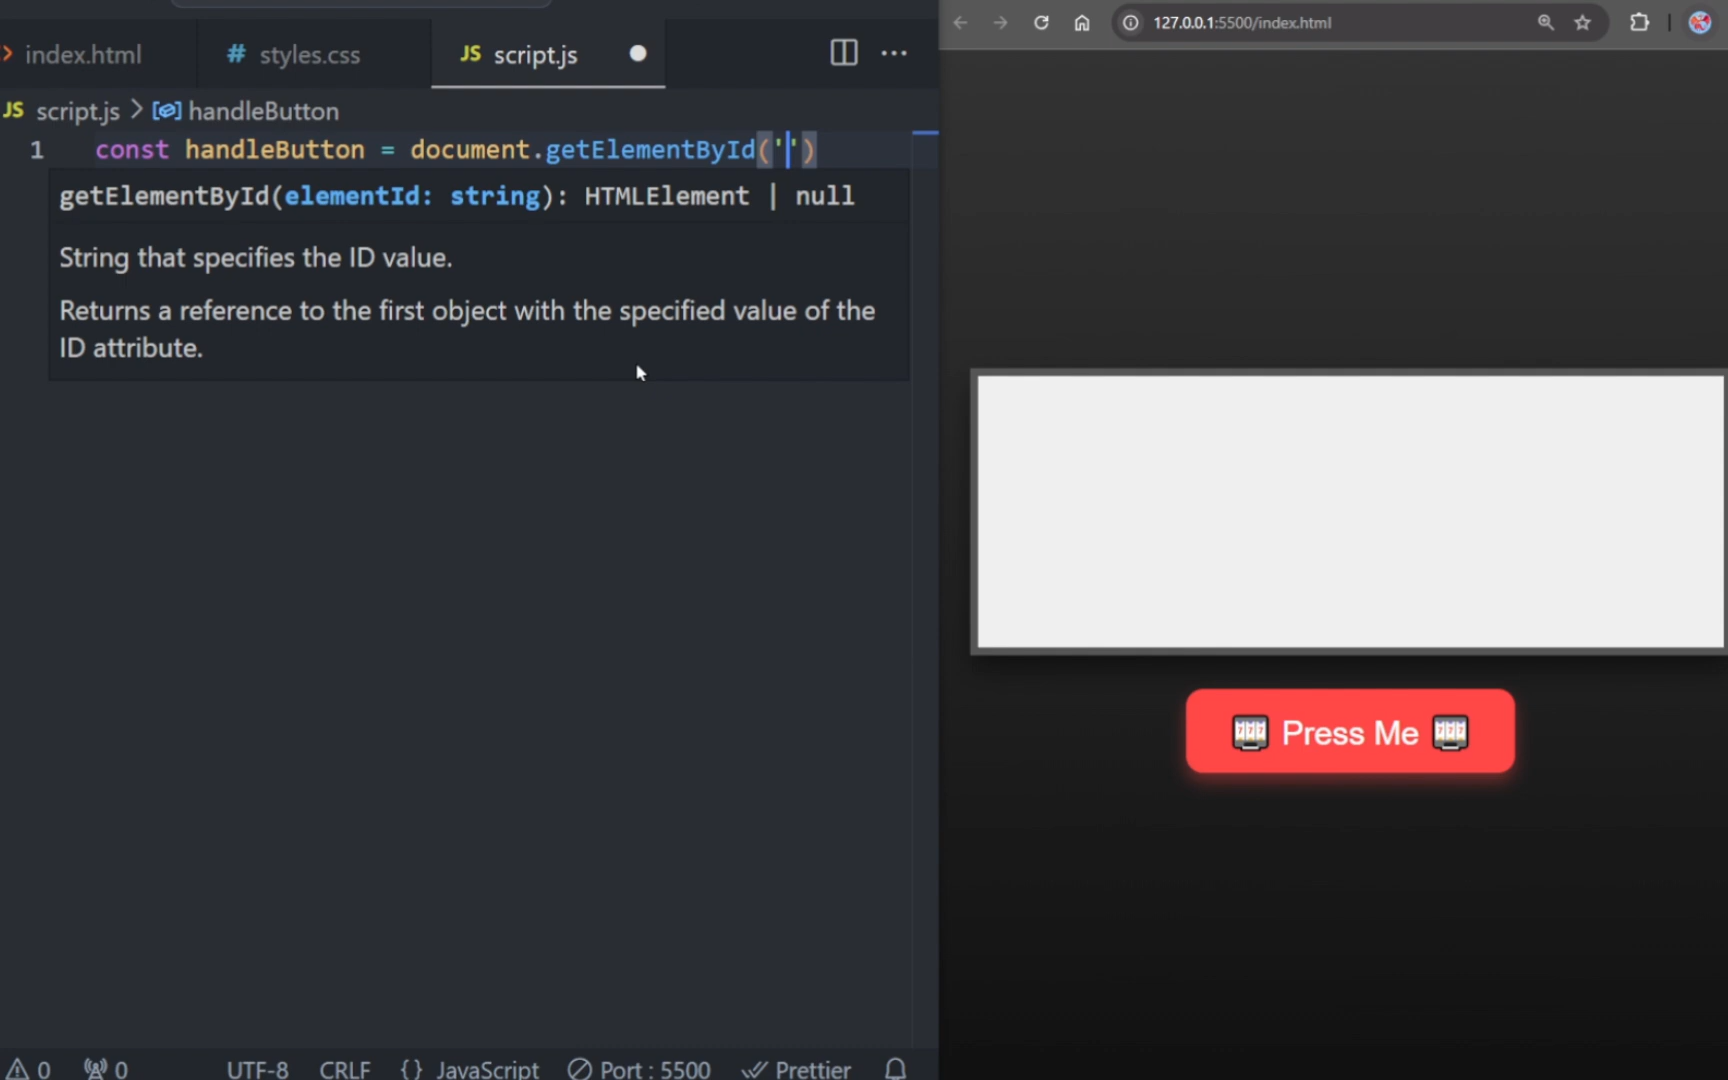 index.html # styles.css JS script.js
127.0.0.1:5500/index.html
JS script.js > handleButton
1 const handleButton = document.getElementById('')
getElementById(elementId: string): HTMLElement | null
String that specifies the ID value.
Returns a reference to the first object with the specified value of the
ID attribute.
777 Press Me 777
0 0 UTF-8 CRLF {} JavaScript Port : 5500 Prettier